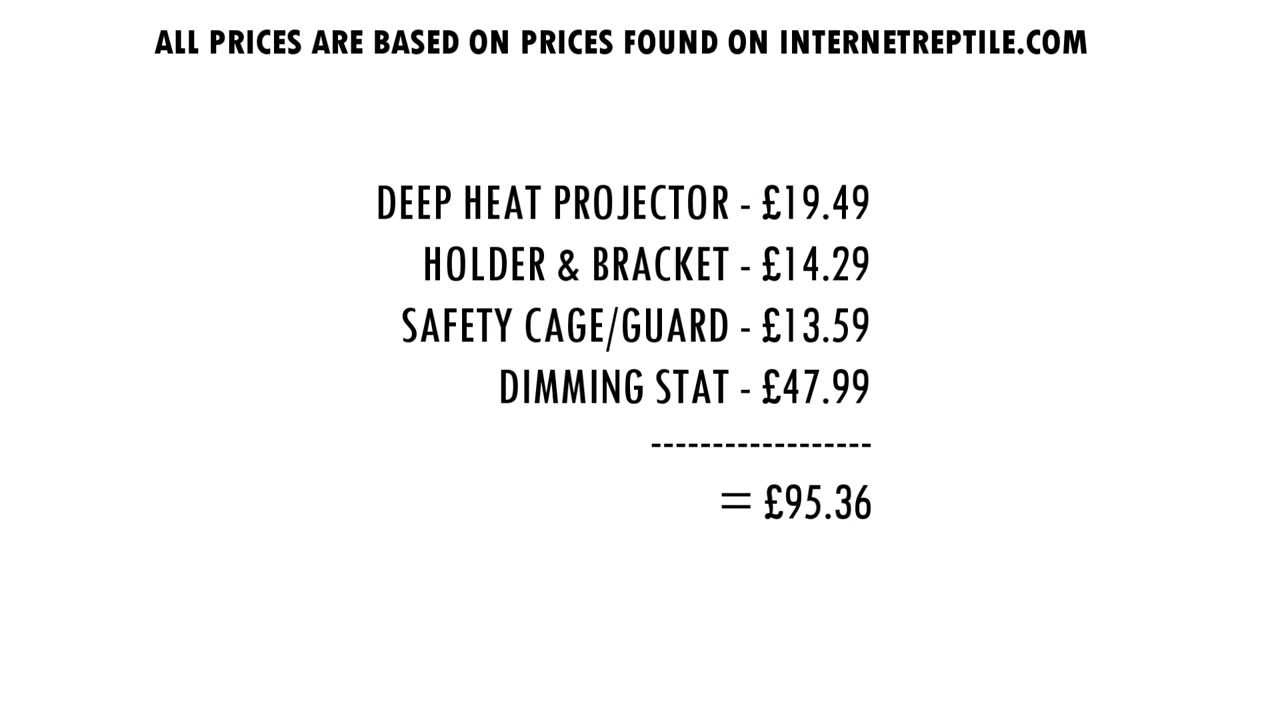 ALL PRICES ARE BASED ON PRICES FOUND ON INTERNETREPTILE.COM
DEEP HEAT PROJECTOR - £19.49
HOLDER & BRACKET - £14.29
SAFETY CAGE/GUARD - £13.59
DIMMING STAT - £47.99
------------------
= £95.36